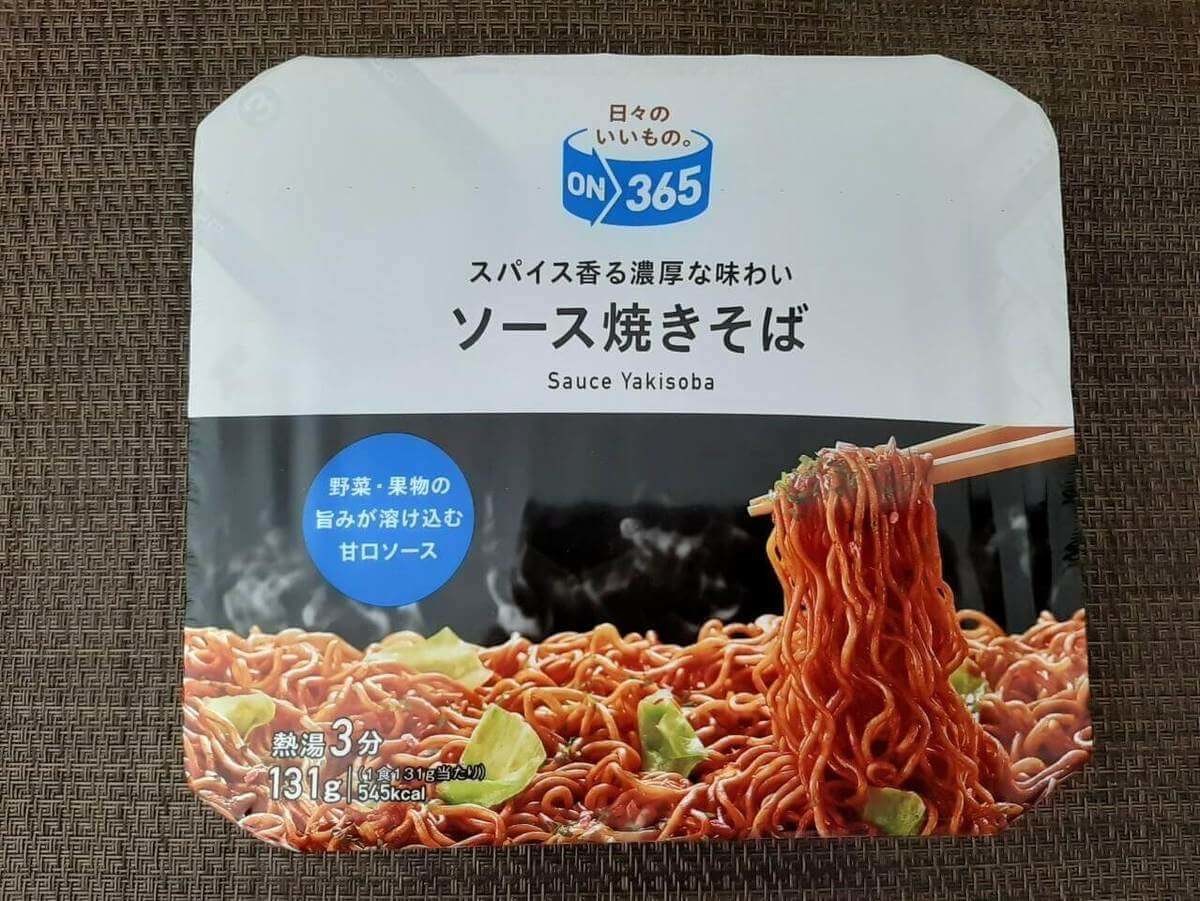 日々の
いいもの。
ON 365
スパイス香る濃厚な味わい
ソース焼きそば
Sauce Yakisoba
野菜・果物の
旨みが溶け込む
甘口ソース
熱湯3分
131g (1食131g当たり)
545kcal